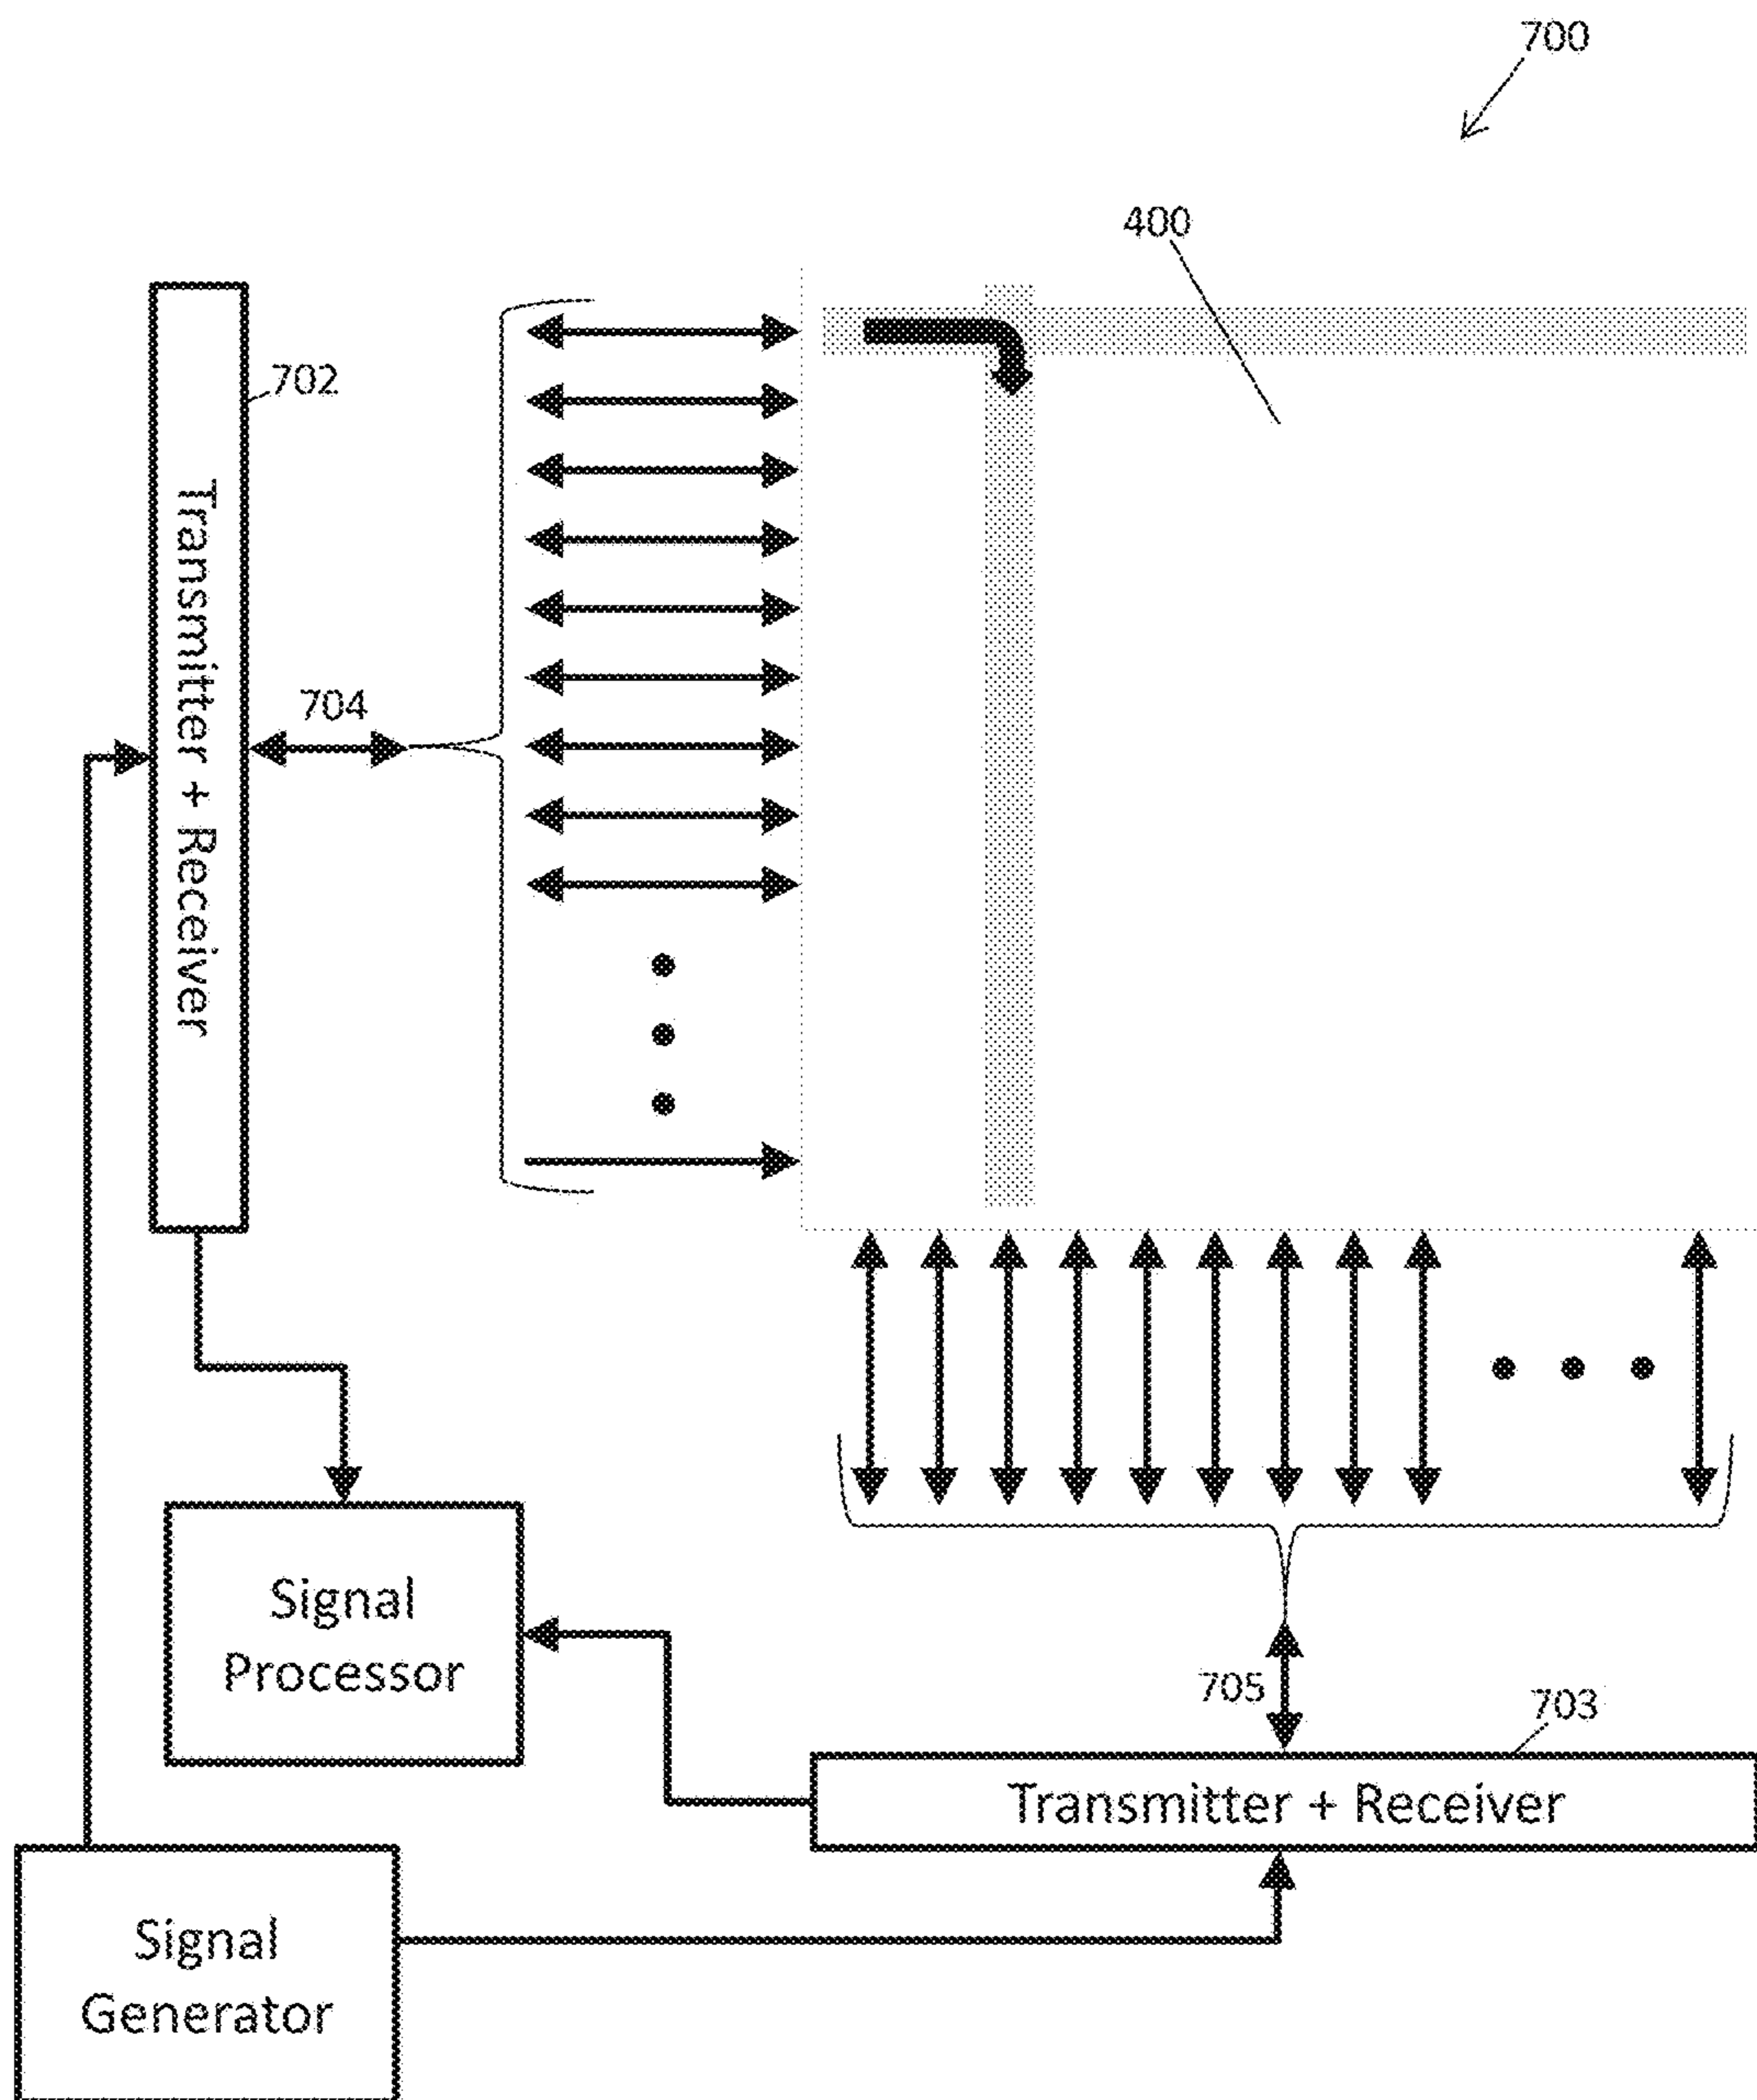 700
400
702
Transmitter + Receiver
704
Signal
Processor
705
703
Transmitter + Receiver
Signal
Generator